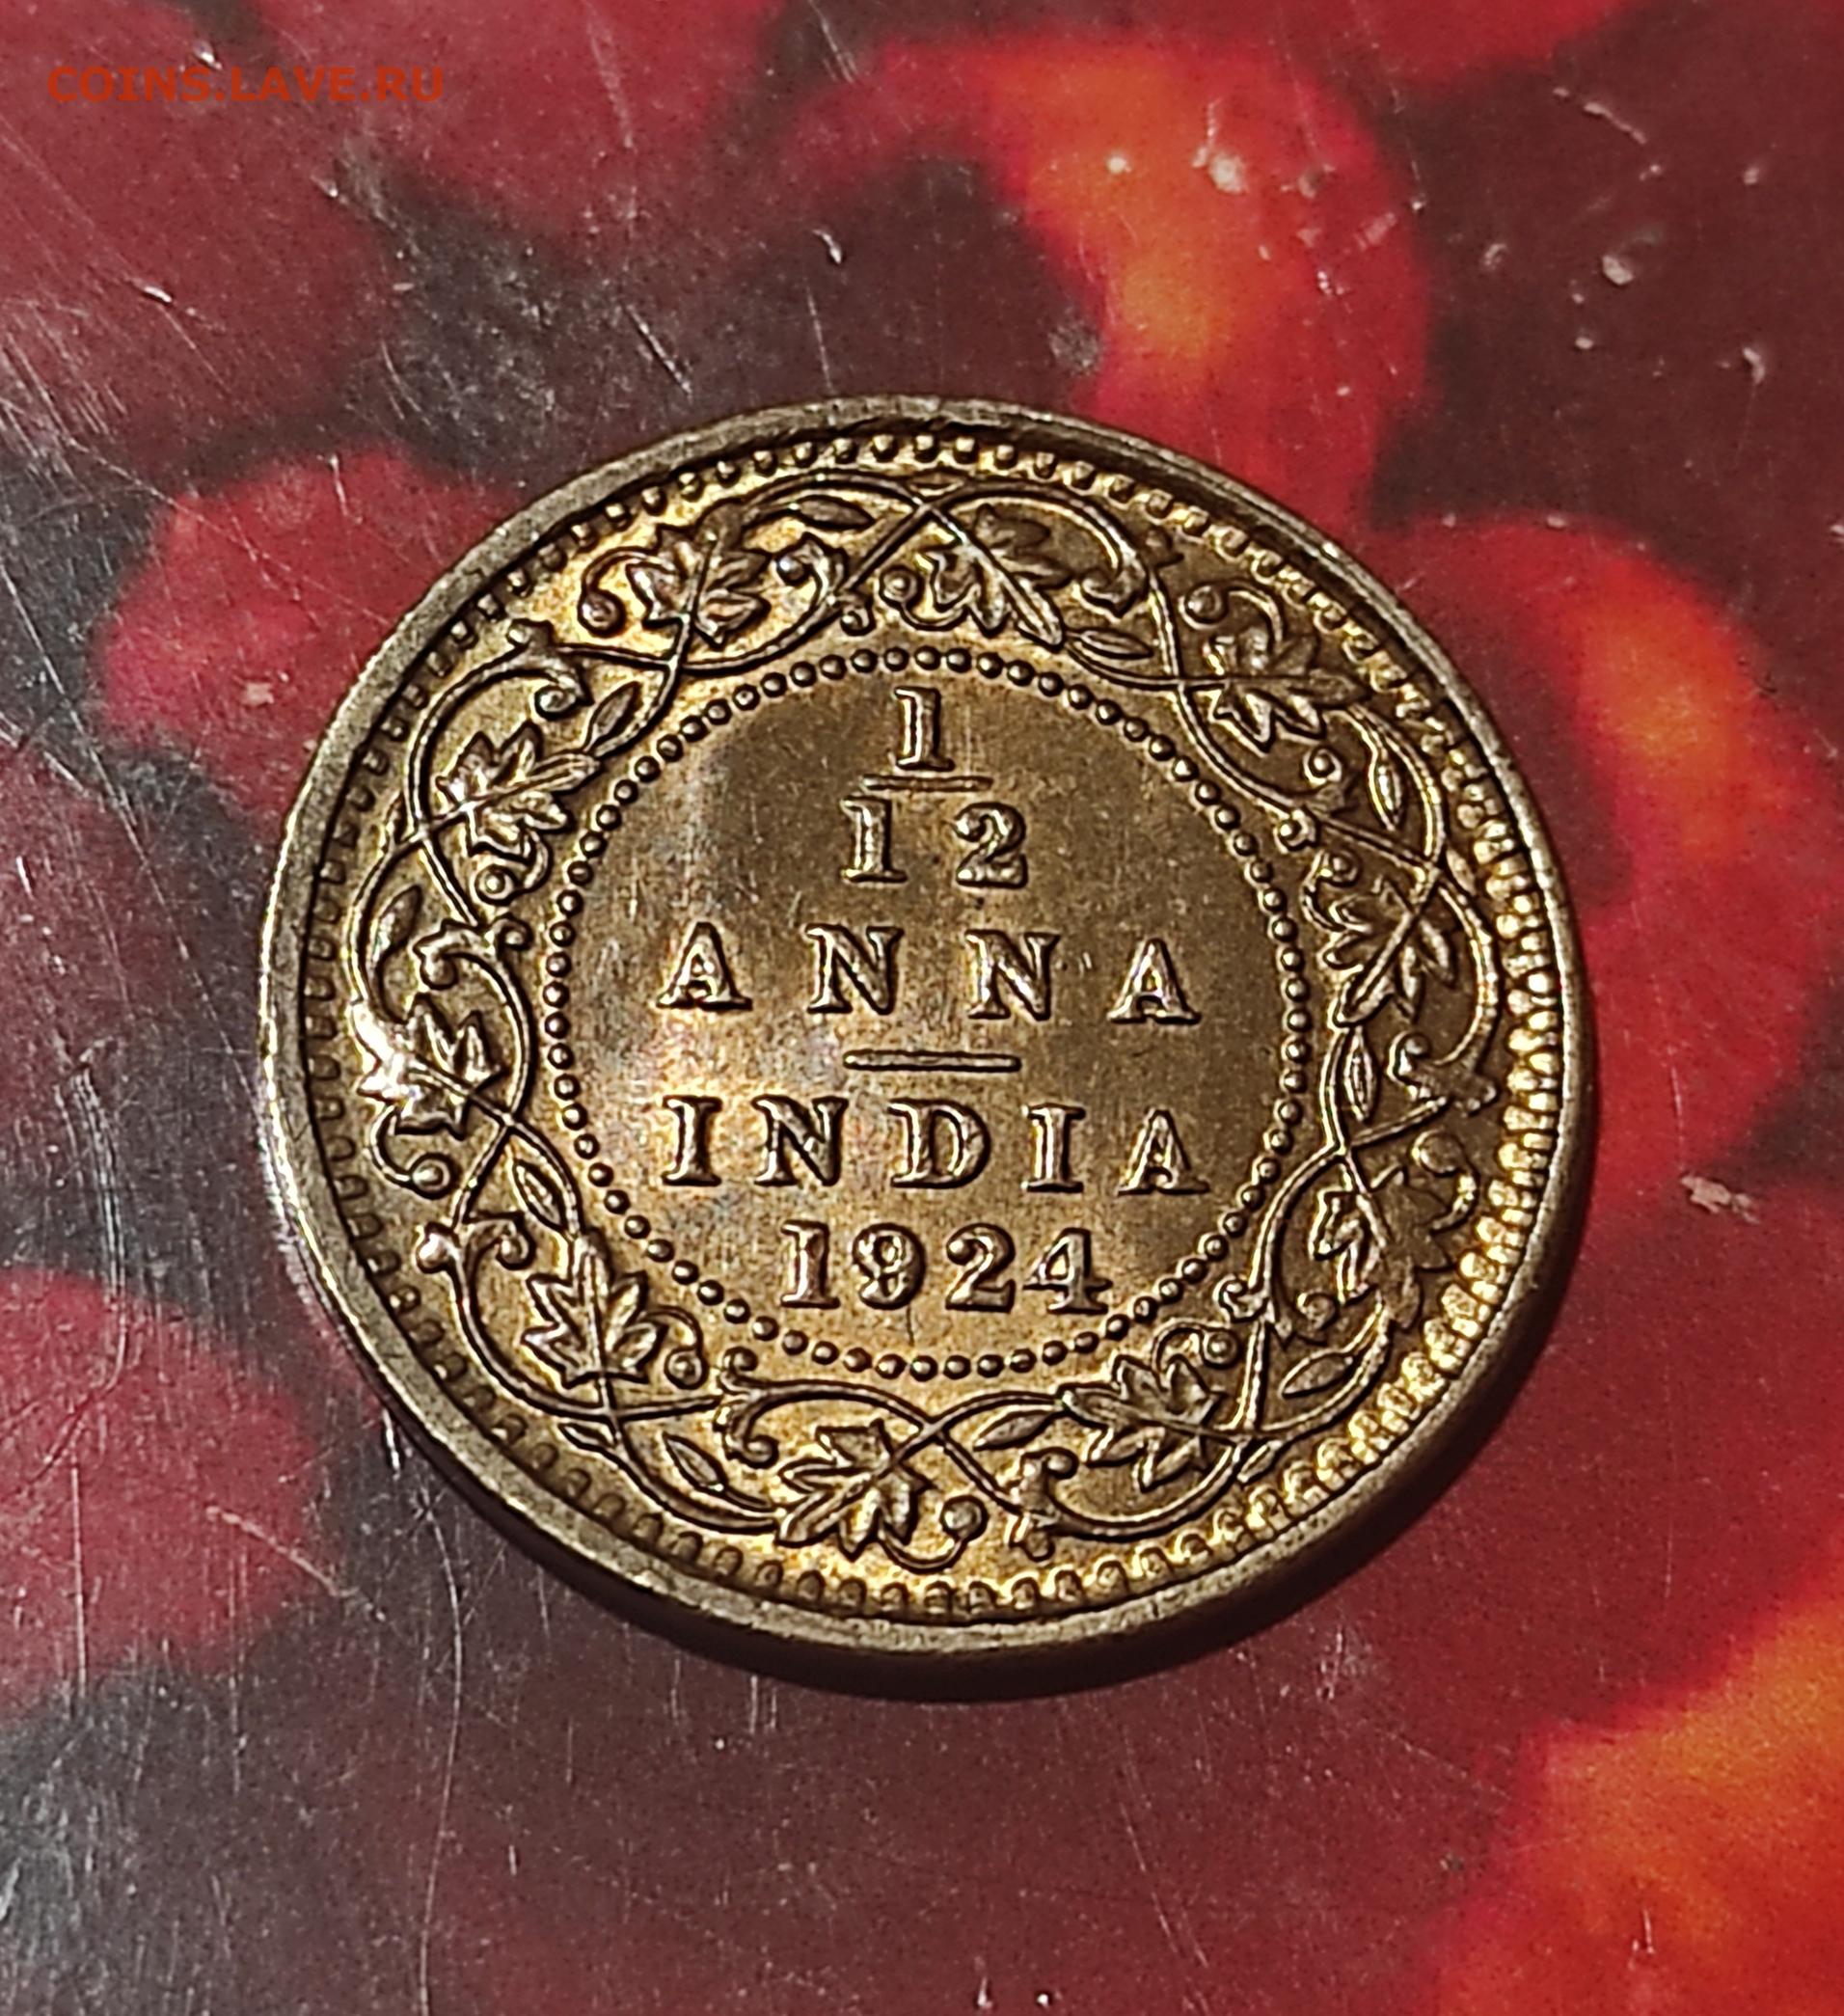 COINS.LAVE.RU
1
12
ANNA
INDIA
1924